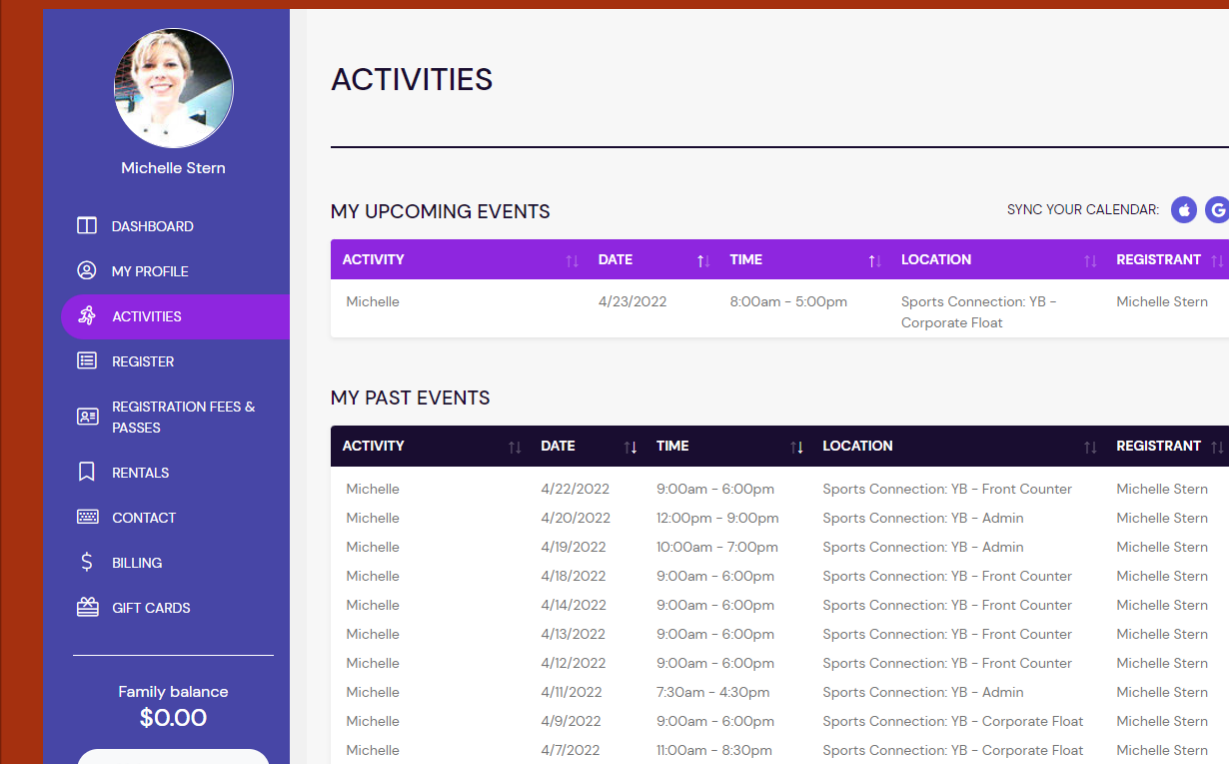 Michelle Stern
DASHBOARD
MY PROFILE
ACTIVITIES
REGISTER
REGISTRATION FEES &
PASSES
RENTALS
CONTACT
BILLING
GIFT CARDS
Family balance
$0.00
ACTIVITIES
MY UPCOMING EVENTS
SYNC YOUR CALENDAR: G
ACTIVITY DATE TIME LOCATION REGISTRANT
Michelle 4/23/2022 8:00am - 5:00pm Sports Connection: YB - Michelle Stern
Corporate Float
MY PAST EVENTS
ACTIVITY DATE TIME LOCATION REGISTRANT
Michelle 4/22/2022 9:00am - 6:00pm Sports Connection: YB - Front Counter Michelle Stern
Michelle 4/20/2022 12:00pm - 9:00pm Sports Connection: YB - Admin Michelle Stern
Michelle 4/19/2022 10:00am - 7:00pm Sports Connection: YB - Admin Michelle Stern
Michelle 4/18/2022 9:00am - 6:00pm Sports Connection: YB - Front Counter Michelle Stern
Michelle 4/14/2022 9:00am - 6:00pm Sports Connection: YB - Front Counter Michelle Stern
Michelle 4/13/2022 9:00am - 6:00pm Sports Connection: YB - Front Counter Michelle Stern
Michelle 4/12/2022 9:00am - 6:00pm Sports Connection: YB - Front Counter Michelle Stern
Michelle 4/11/2022 7:30am - 4:30pm Sports Connection: YB - Admin Michelle Stern
Michelle 4/9/2022 9:00am - 6:00pm Sports Connection: YB - Corporate Float Michelle Stern
Michelle 4/7/2022 11:00am - 8:30pm Sports Connection: YB - Corporate Float Michelle Stern